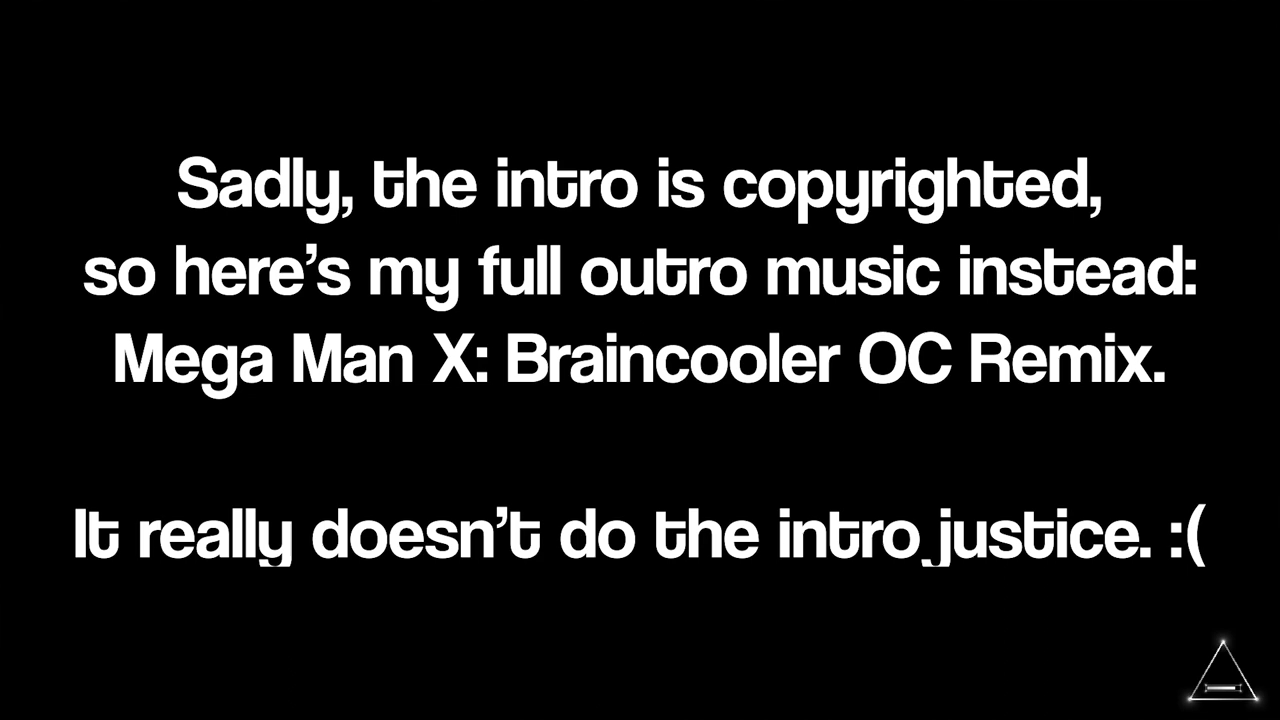 Sadly, the intro is copyrighted,
so here’s my full outro music instead:
Mega Man X: Braincooler OC Remix.
It really doesn’t do the intro justice. :(